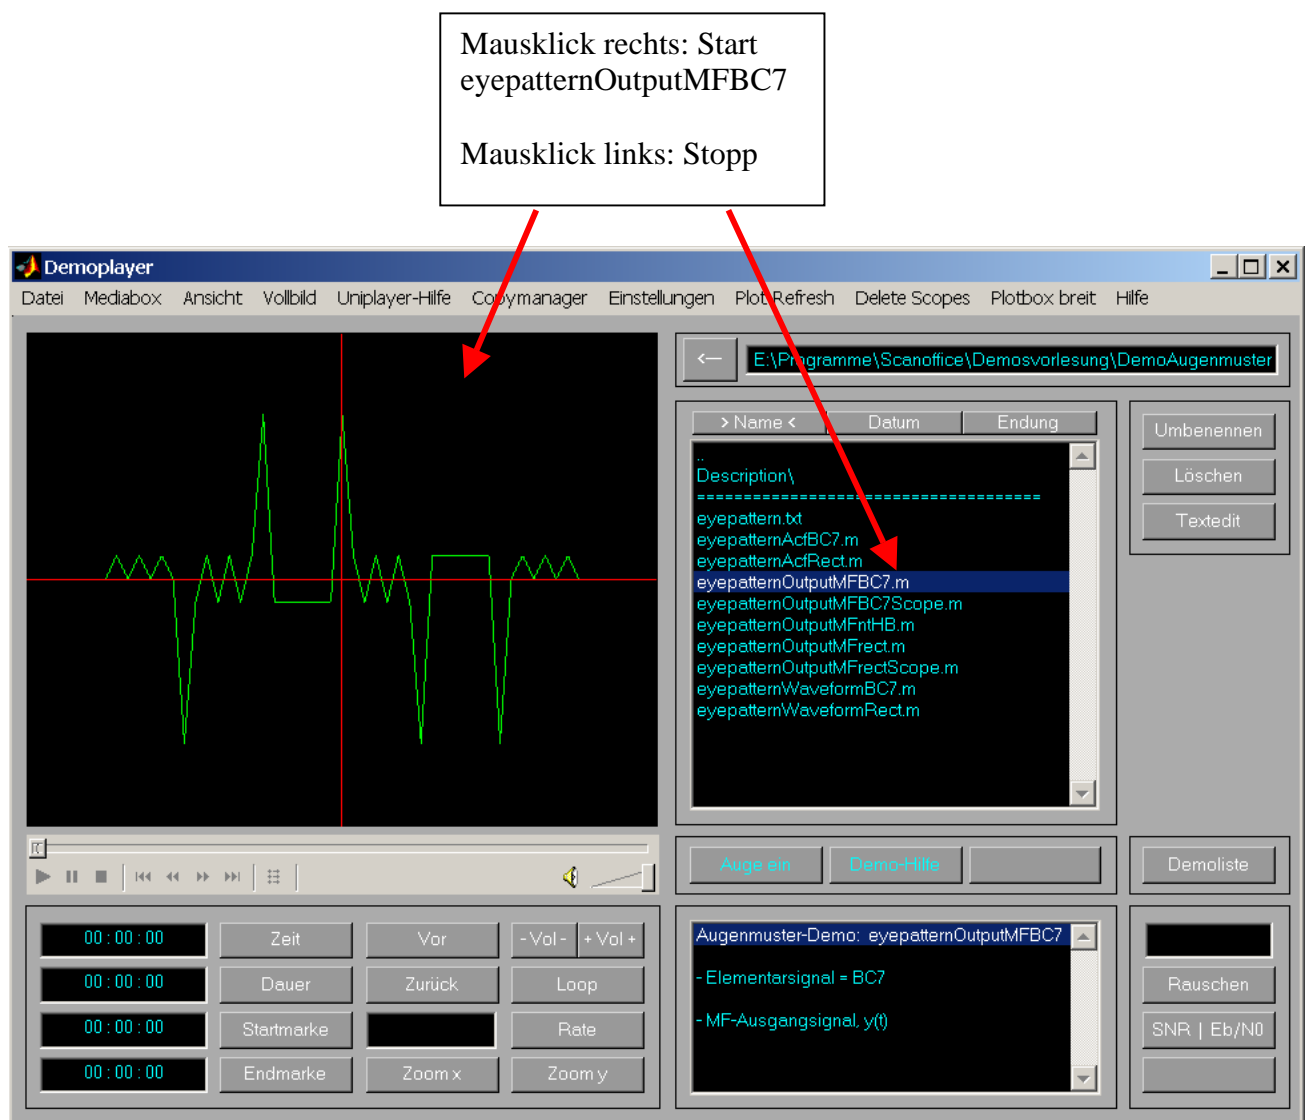 Mausklick rechts: Start
eyepatternOutputMFBC7
Mausklick links: Stopp
Demoplayer
Datei Mediabox Ansicht Vollbild Uniplayer-Hilfe Copymanager Einstellungen Plot Refresh Delete Scopes Plotbox breit Hilfe
<— E:\Programme\Scanoffice\Demosvorlesung\DemoAugenmuster
> Name < Datum Endung
..
Description\
=====================================
eyepattern.txt
eyepatternAcfBC7.m
eyepatternAcfRect.m
eyepatternOutputMFBC7.m
eyepatternOutputMFBC7Scope.m
eyepatternOutputMFntHB.m
eyepatternOutputMFrect.m
eyepatternOutputMFrectScope.m
eyepatternWaveformBC7.m
eyepatternWaveformRect.m
Umbenennen
Löschen
Textedit
Auge ein Demo-Hilfe
Demoliste
00:00:00 Zeit Vor - Vol - + Vol +
00:00:00 Dauer Zurück Loop
00:00:00 Startmarke Rate
00:00:00 Endmarke Zoom x Zoom y
Augenmuster-Demo: eyepatternOutputMFBC7
- Elementarsignal = BC7
- MF-Ausgangsignal, y(t)
Rauschen
SNR | Eb/N0